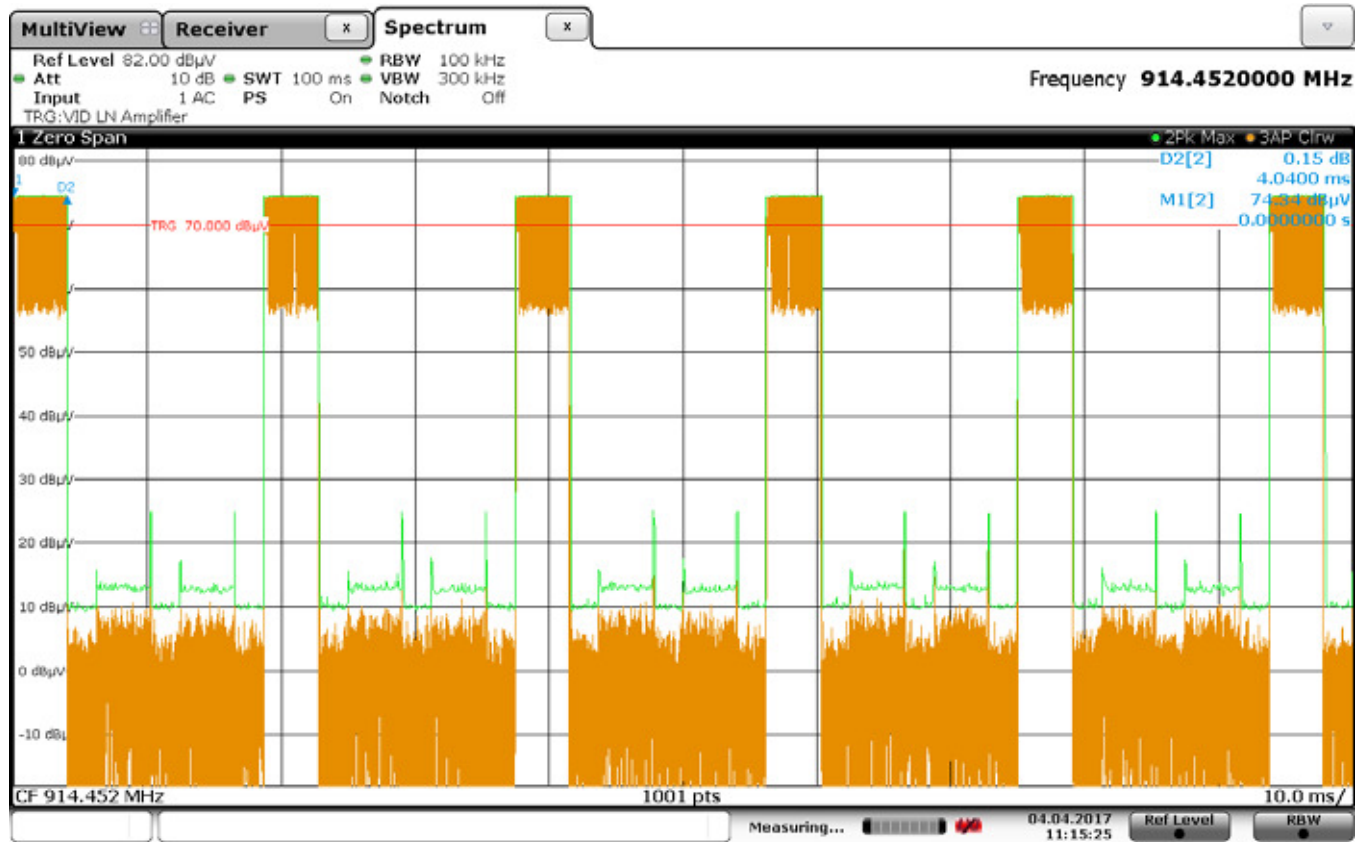 MultiView Receiver x Spectrum x
Ref Level 82.00 dBµV RBW 100 kHz
Att 10 dB SWT 100 ms VBW 300 kHz
Input 1 AC PS On Notch Off
Frequency 914.4520000 MHz
TRG:VID LN Amplifier
1 Zero Span 2Pk Max 3AP Clrw
80 dBµV
D2[2] 0.15 dB
4.0400 ms
M1[2] 74.34 dBµV
0.0000000 s
1 D2
TRG 70.000 dBµV
50 dBµV
40 dBµV
30 dBµV
20 dBµV
10 dBµV
0 dBµV
-10 dBµ
CF 914.452 MHz 1001 pts 10.0 ms/
Measuring... 04.04.2017 Ref Level RBW
11:15:25